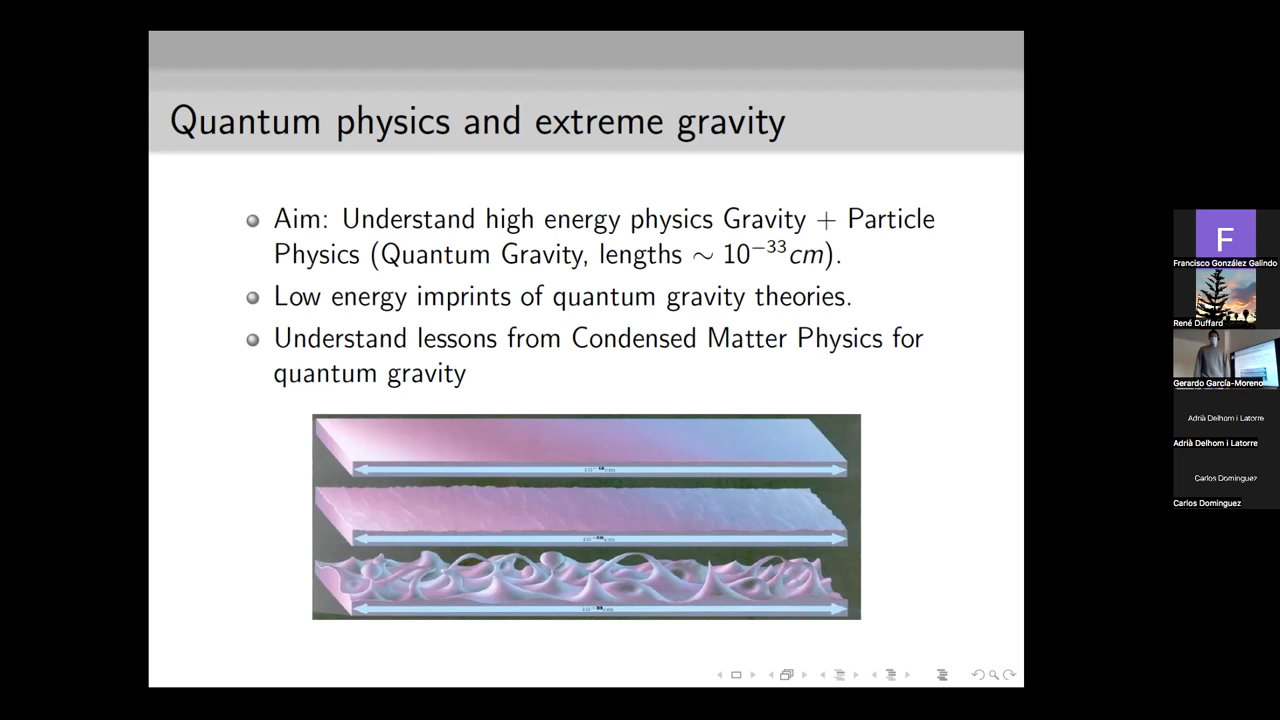 Quantum physics and extreme gravity
Aim: Understand high energy physics Gravity + Particle
Physics (Quantum Gravity, lengths ∼ 10⁻³³cm).
Low energy imprints of quantum gravity theories.
Understand lessons from Condensed Matter Physics for
quantum gravity
F
Francisco González Galindo
René Duffard
Gerardo García-Moreno
Adrià Delhom i Latorre
Adrià Delhom i Latorre
Carlos Dominguez
Carlos Dominguez